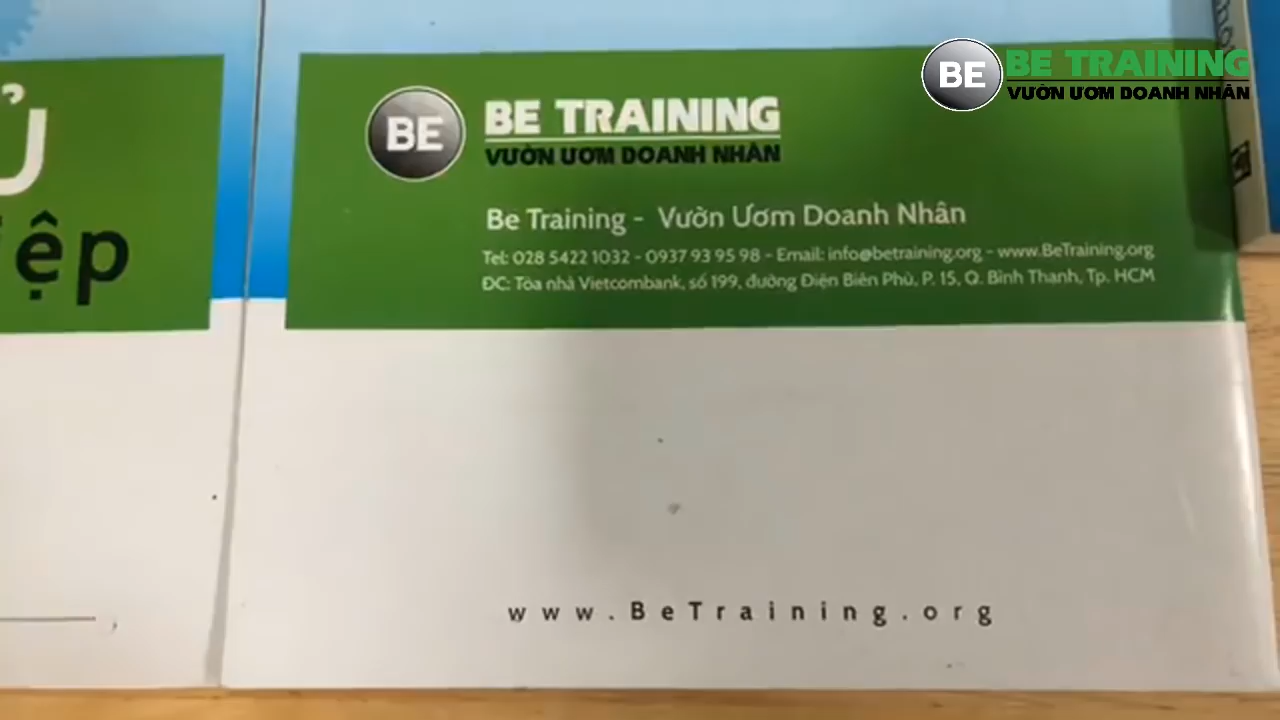 BE BE TRAINING
VƯỜN ƯƠM DOANH NHÂN
BE BE TRAINING
VƯỜN ƯƠM DOANH NHÂN
Be Training - Vườn Ươm Doanh Nhân
Tel: 028 5422 1032 - 0937 93 95 98 - Email: info@betraining.org - www.BeTraining.org
ĐC: Tòa nhà Vietcombank, số 199, đường Điện Biên Phủ, P. 15, Q. Bình Thạnh, Tp. HCM
www.BeTraining.org